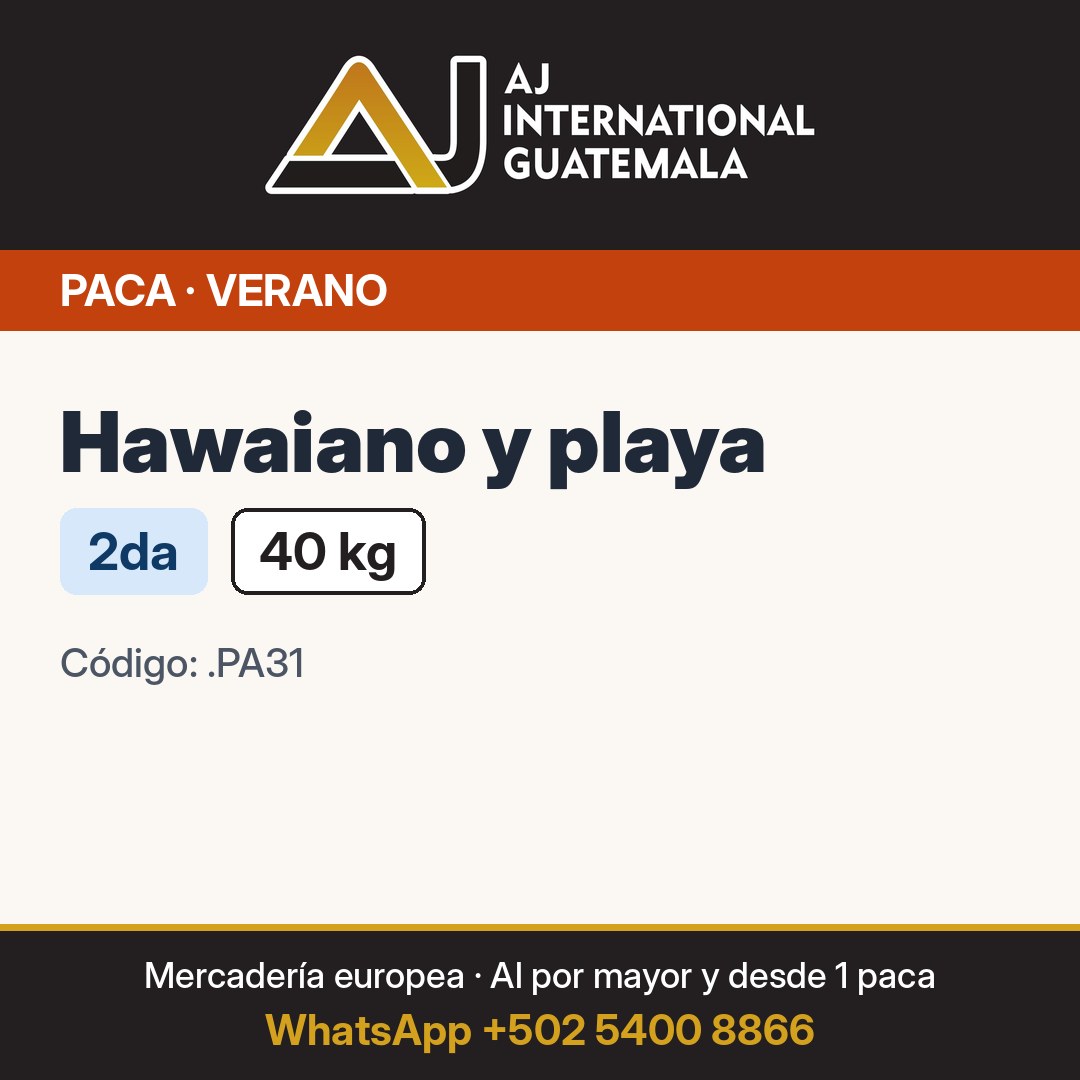 AJ
INTERNATIONAL
GUATEMALA
PACA · VERANO
Hawaiano y playa
2da
40 kg
Código: .PA31
Mercadería europea · Al por mayor y desde 1 paca
WhatsApp +502 5400 8866